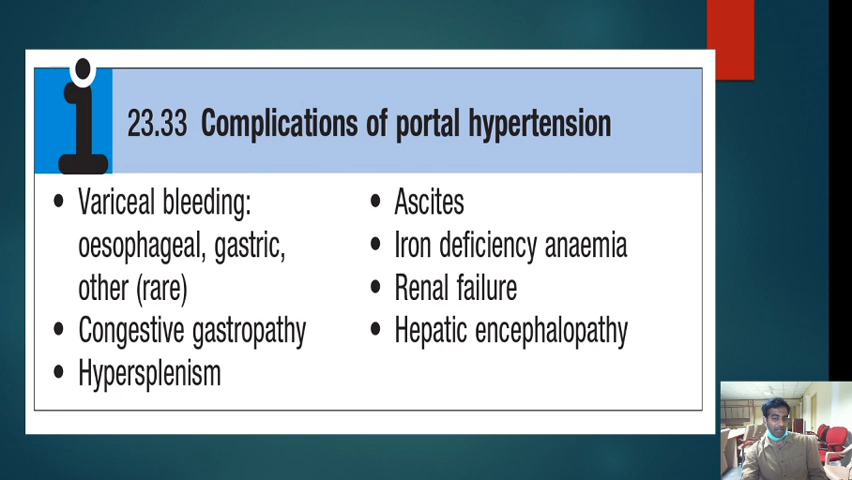 23.33 Complications of portal hypertension
• Variceal bleeding:
oesophageal, gastric,
other (rare)
• Congestive gastropathy
• Hypersplenism
• Ascites
• Iron deficiency anaemia
• Renal failure
• Hepatic encephalopathy